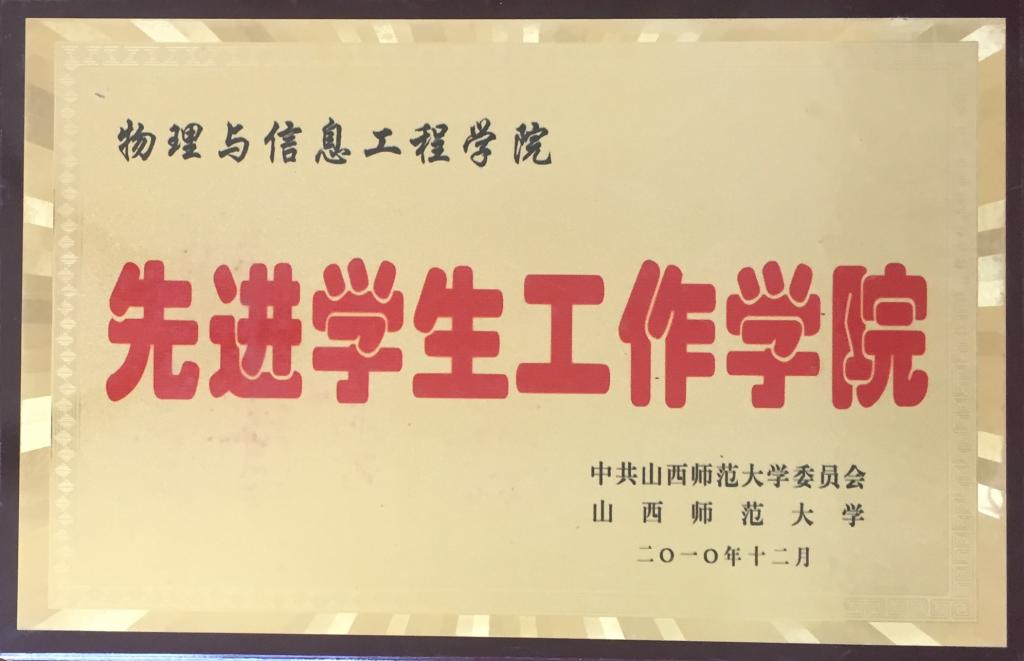 物理与信息工程学院
先进学生工作学院
中共山西师范大学委员会
山西师范大学
二〇一〇年十二月